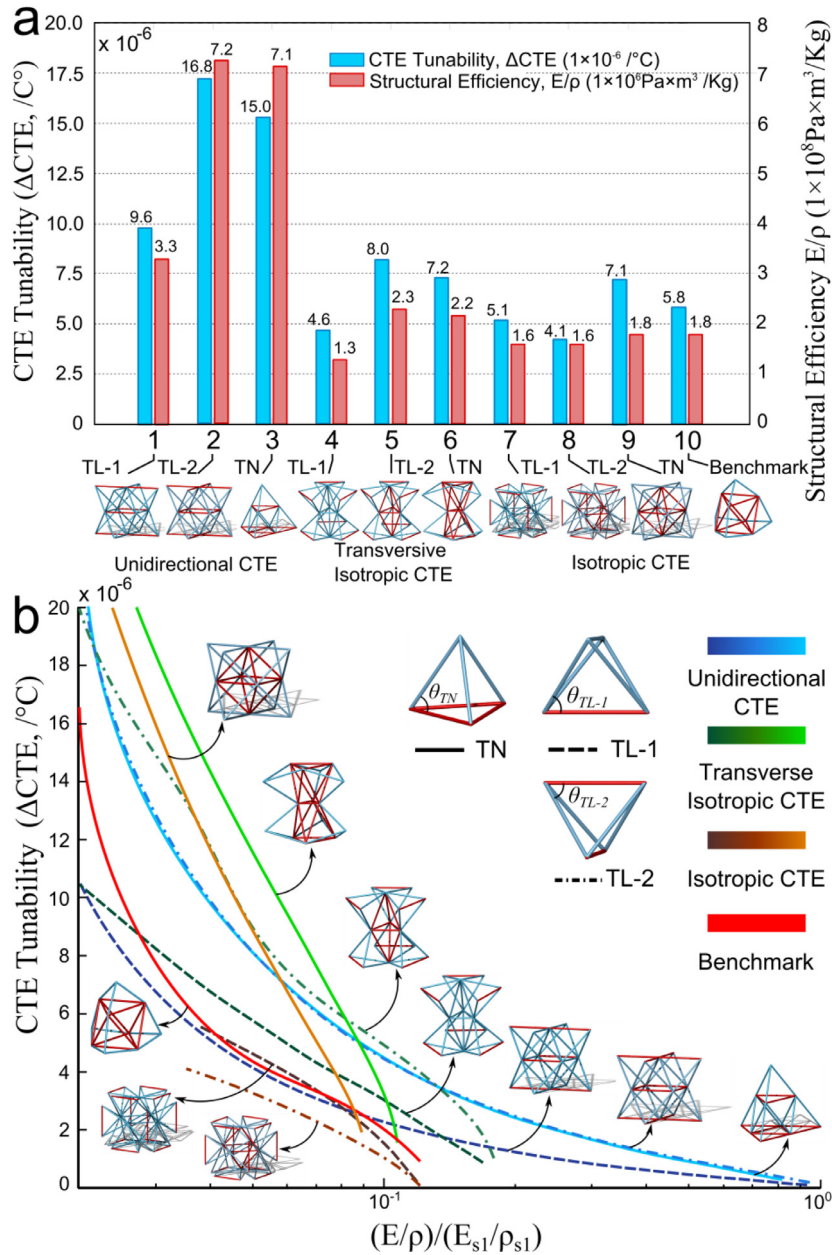 a
20.0
× 10⁻⁶
17.5
15.0
12.5
10.0
7.5
5.0
2.5
0
CTE Tunability (ΔCTE, /C°)
8
7
6
5
4
3
2
1
0
Structural Efficiency E/ρ (1×10⁸Pa×m³/Kg)
CTE Tunability, ΔCTE (1×10⁻⁶ /°C)
Structural Efficiency, E/ρ (1×10⁶Pa×m³ /Kg)
9.6
3.3
16.8
7.2
15.0
7.1
4.6
1.3
8.0
2.3
7.2
2.2
5.1
1.6
4.1
1.6
7.1
1.8
5.8
1.8
1 2 3 4 5 6 7 8 9 10
TL-1 TL-2 TN TL-1 TL-2 TN TL-1 TL-2 TN Benchmark
Unidirectional CTE
Transversive
Isotropic CTE
Isotropic CTE
b
× 10⁻⁶
20
18
16
14
12
10
8
6
4
2
0
CTE Tunability (ΔCTE, /°C)
θTN
TN
θTL-1
TL-1
θTL-2
TL-2
Unidirectional
CTE
Transverse
Isotropic CTE
Isotropic CTE
Benchmark
10⁻¹
10⁰
(E/ρ)/(Es1/ρs1)